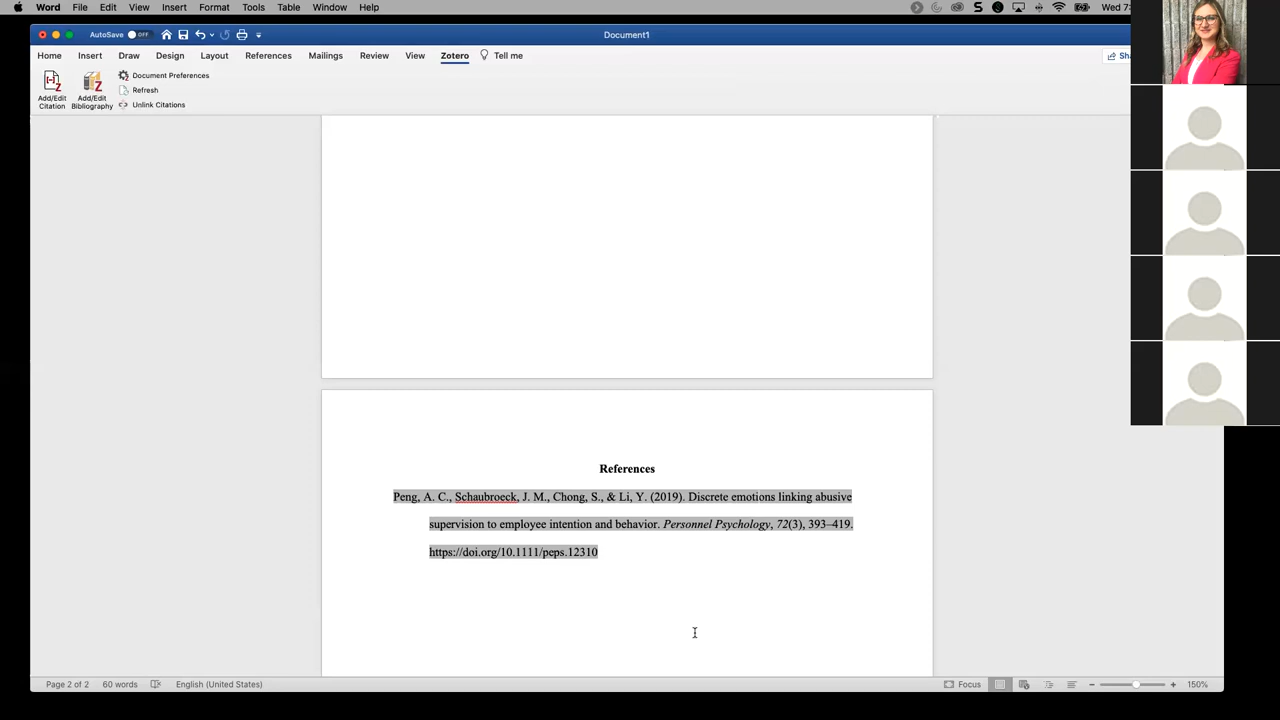 Word File Edit View Insert Format Tools Table Window Help
Wed 7:
AutoSave OFF
Document1
Home Insert Draw Design Layout References Mailings Review View Zotero Tell me
Add/Edit Citation
Add/Edit Bibliography
Document Preferences
Refresh
Unlink Citations
References
Peng, A. C., Schaubroeck, J. M., Chong, S., & Li, Y. (2019). Discrete emotions linking abusive
supervision to employee intention and behavior. Personnel Psychology, 72(3), 393–419.
https://doi.org/10.1111/peps.12310
Page 2 of 2 60 words English (United States) Focus 150%